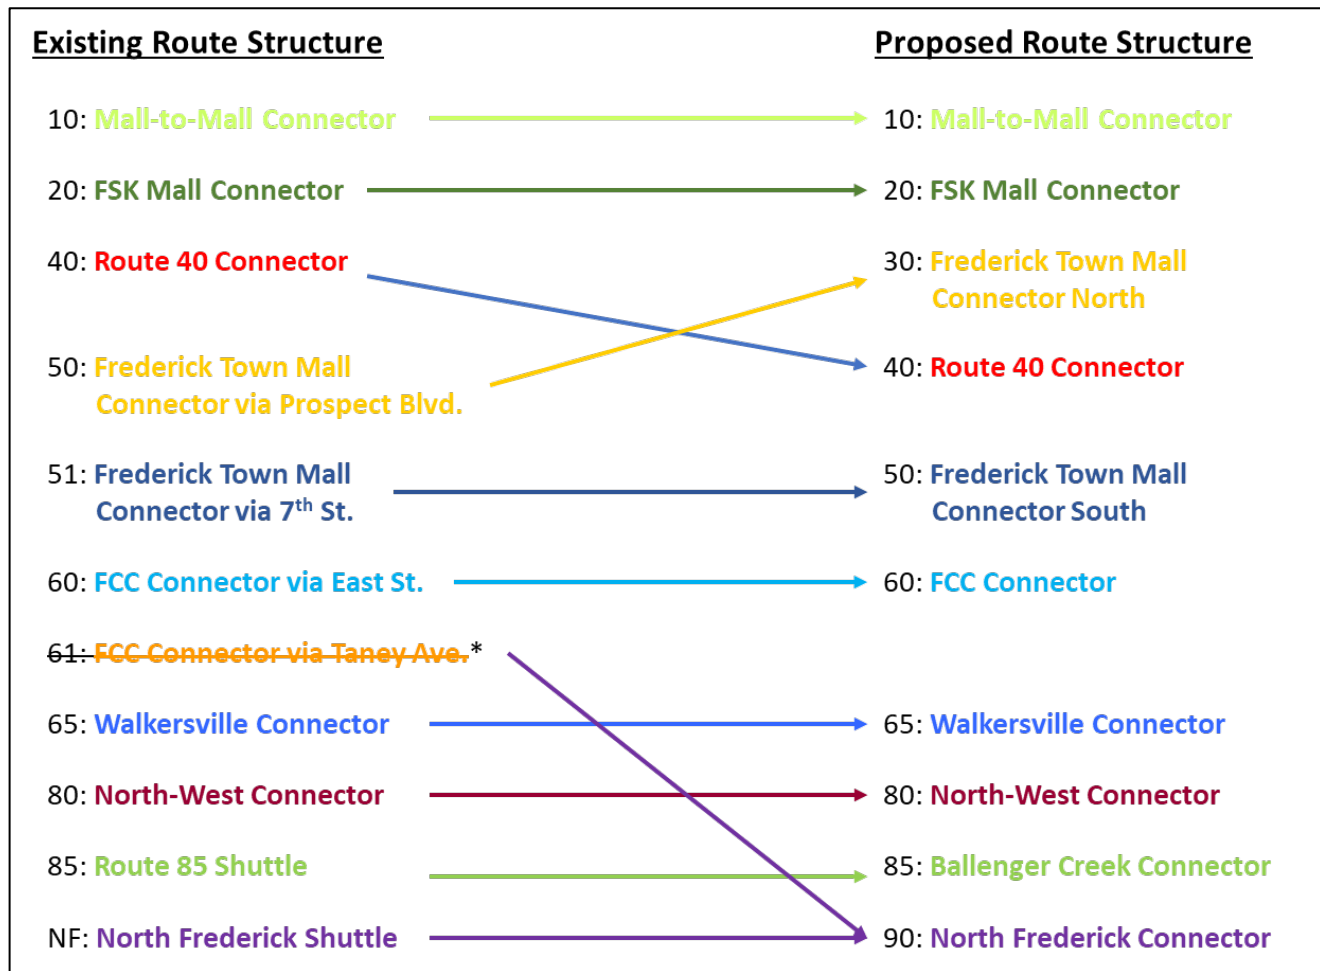 Existing Route Structure
Proposed Route Structure
10: Mall-to-Mall Connector
10: Mall-to-Mall Connector
20: FSK Mall Connector
20: FSK Mall Connector
40: Route 40 Connector
30: Frederick Town Mall
Connector North
50: Frederick Town Mall
Connector via Prospect Blvd.
40: Route 40 Connector
51: Frederick Town Mall
Connector via 7th St.
50: Frederick Town Mall
Connector South
60: FCC Connector via East St.
60: FCC Connector
61: FCC Connector via Taney Ave.*
65: Walkersville Connector
65: Walkersville Connector
80: North-West Connector
80: North-West Connector
85: Route 85 Shuttle
85: Ballenger Creek Connector
NF: North Frederick Shuttle
90: North Frederick Connector